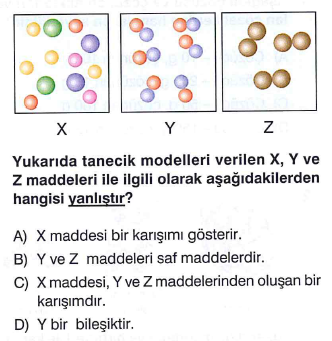 X Y Z
Yukarıda tanecik modelleri verilen X, Y ve
Z maddeleri ile ilgili olarak aşağıdakilerden
hangisi yanlıştır?
A) X maddesi bir karışımı gösterir.
B) Y ve Z maddeleri saf maddelerdir.
C) X maddesi, Y ve Z maddelerinden oluşan bir
karışımdır.
D) Y bir bileşiktir.